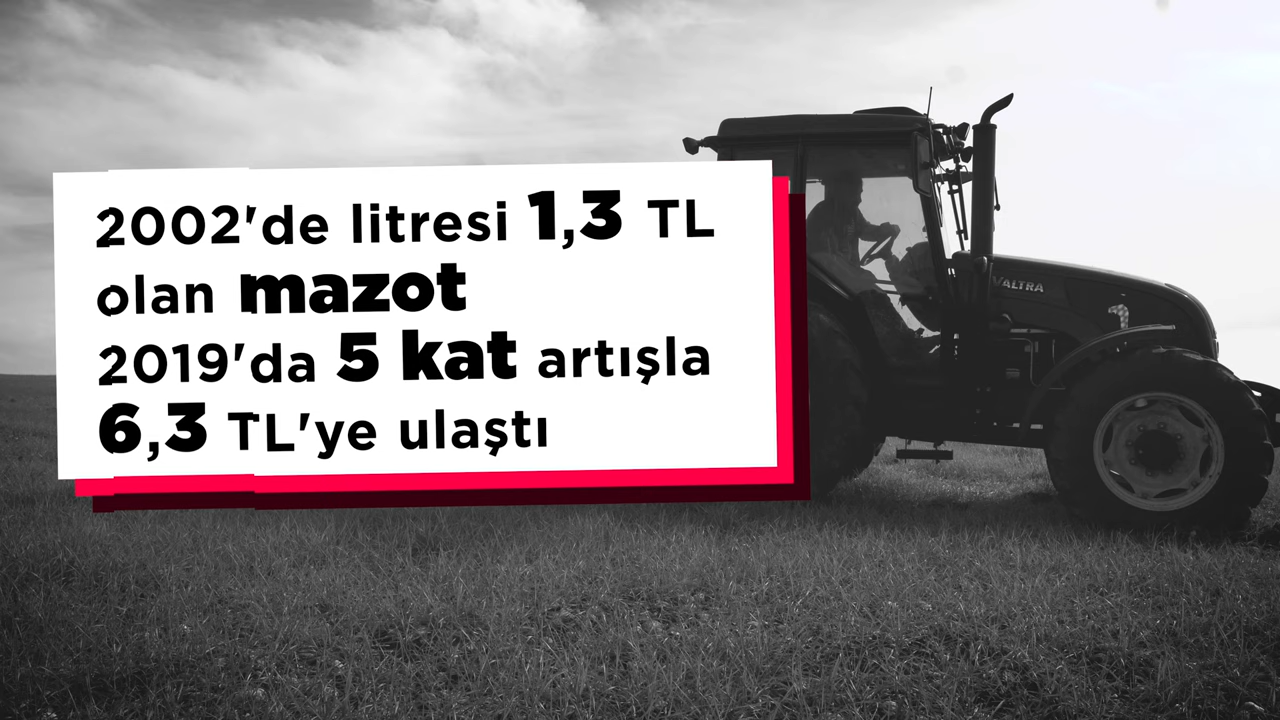 2002'de litresi 1,3 TL
olan mazot
2019'da 5 kat artışla
6,3 TL'ye ulaştı
VALTRA